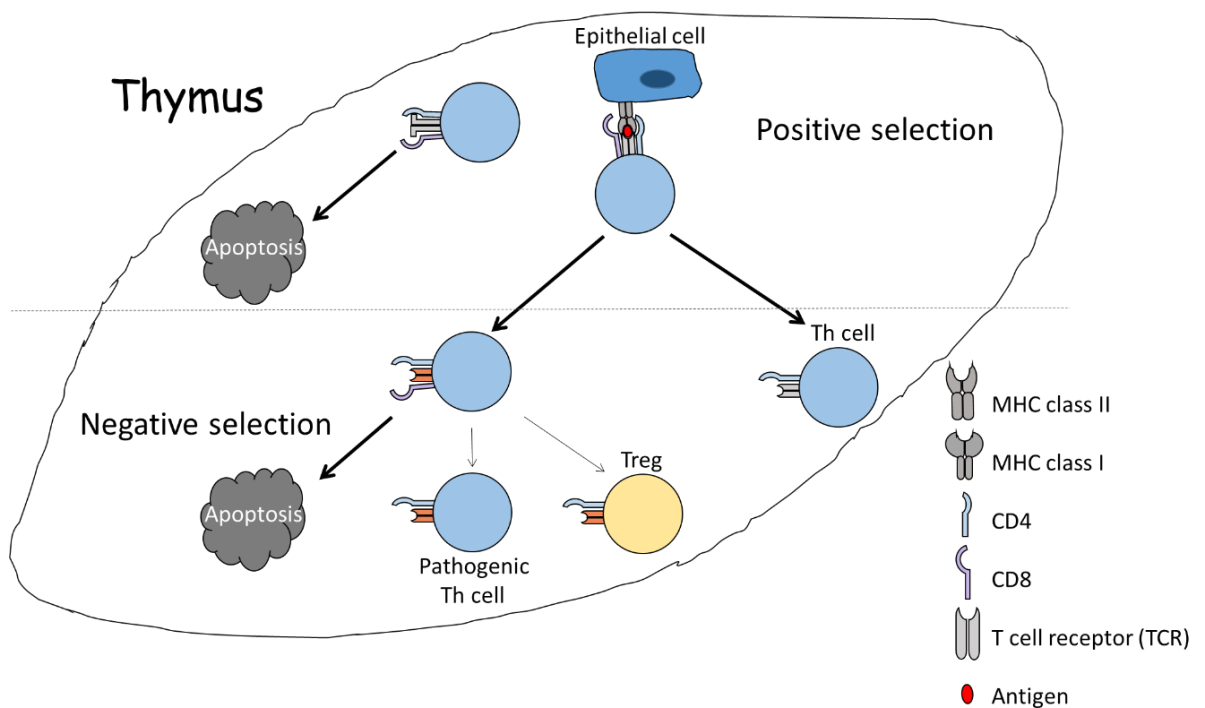 Epithelial cell
Thymus
Positive selection
Apoptosis
Th cell
Negative selection
Treg
Apoptosis
Pathogenic
Th cell
MHC class II
MHC class I
CD4
CD8
T cell receptor (TCR)
Antigen